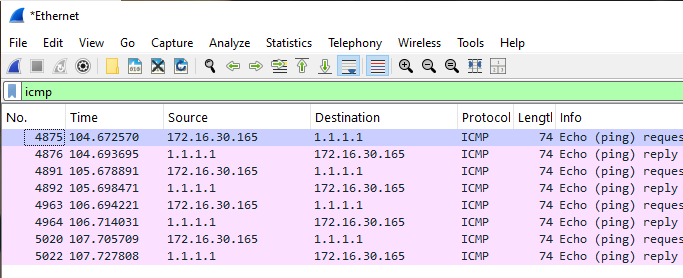 *Ethernet
File Edit View Go Capture Analyze Statistics Telephony Wireless Tools Help
icmp
No. Time Source Destination Protocol Lengtl Info
4875 104.672570 172.16.30.165 1.1.1.1 ICMP 74 Echo (ping) reques
4876 104.693695 1.1.1.1 172.16.30.165 ICMP 74 Echo (ping) reply
4891 105.678891 172.16.30.165 1.1.1.1 ICMP 74 Echo (ping) reques
4892 105.698471 1.1.1.1 172.16.30.165 ICMP 74 Echo (ping) reply
4963 106.694221 172.16.30.165 1.1.1.1 ICMP 74 Echo (ping) reques
4964 106.714031 1.1.1.1 172.16.30.165 ICMP 74 Echo (ping) reply
5020 107.705709 172.16.30.165 1.1.1.1 ICMP 74 Echo (ping) reques
5022 107.727808 1.1.1.1 172.16.30.165 ICMP 74 Echo (ping) reply